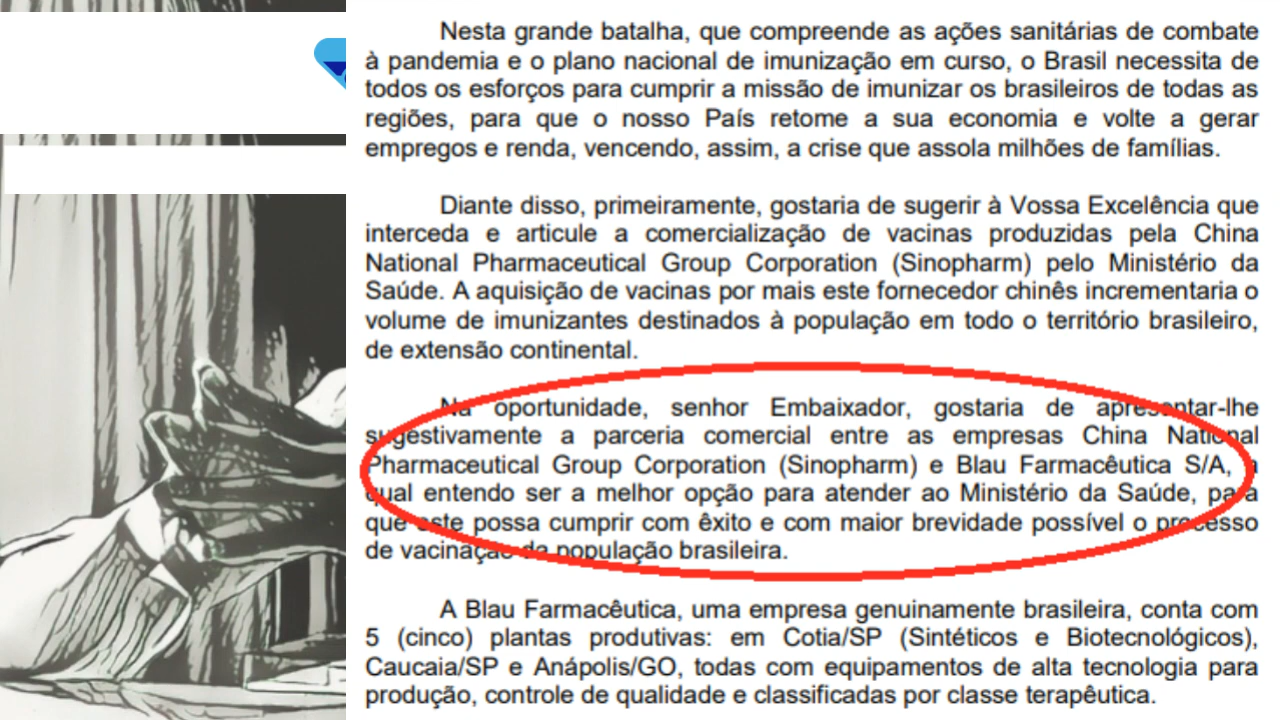 Nesta grande batalha, que compreende as ações sanitárias de combate
à pandemia e o plano nacional de imunização em curso, o Brasil necessita de
todos os esforços para cumprir a missão de imunizar os brasileiros de todas as
regiões, para que o nosso País retome a sua economia e volte a gerar
empregos e renda, vencendo, assim, a crise que assola milhões de famílias.
Diante disso, primeiramente, gostaria de sugerir à Vossa Excelência que
interceda e articule a comercialização de vacinas produzidas pela China
National Pharmaceutical Group Corporation (Sinopharm) pelo Ministério da
Saúde. A aquisição de vacinas por mais este fornecedor chinês incrementaria o
volume de imunizantes destinados à população em todo o território brasileiro,
de extensão continental.
Na oportunidade, senhor Embaixador, gostaria de apresentar-lhe
sugestivamente a parceria comercial entre as empresas China National
Pharmaceutical Group Corporation (Sinopharm) e Blau Farmacêutica S/A, a
qual entendo ser a melhor opção para atender ao Ministério da Saúde, para
que este possa cumprir com êxito e com maior brevidade possível o processo
de vacinação da população brasileira.
A Blau Farmacêutica, uma empresa genuinamente brasileira, conta com
5 (cinco) plantas produtivas: em Cotia/SP (Sintéticos e Biotecnológicos),
Caucaia/SP e Anápolis/GO, todas com equipamentos de alta tecnologia para
produção, controle de qualidade e classificadas por classe terapêutica.